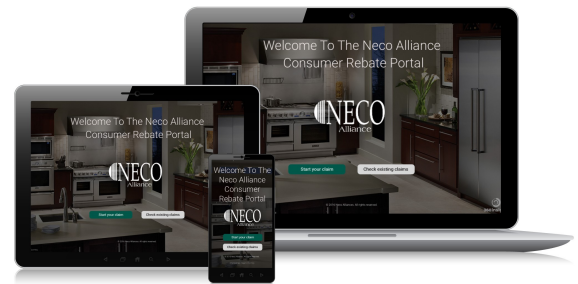 Welcome To The Neco Alliance
Consumer Rebate Portal
NECO
Alliance
Start your claim
Check existing claims
Welcome To The Neco Alliance
Consumer Rebate Portal
NECO
Alliance
Start your claim
Check existing claims
Welcome To The
Neco Alliance
Consumer
Rebate Portal
NECO
Alliance
Start your claim
Check existing claims